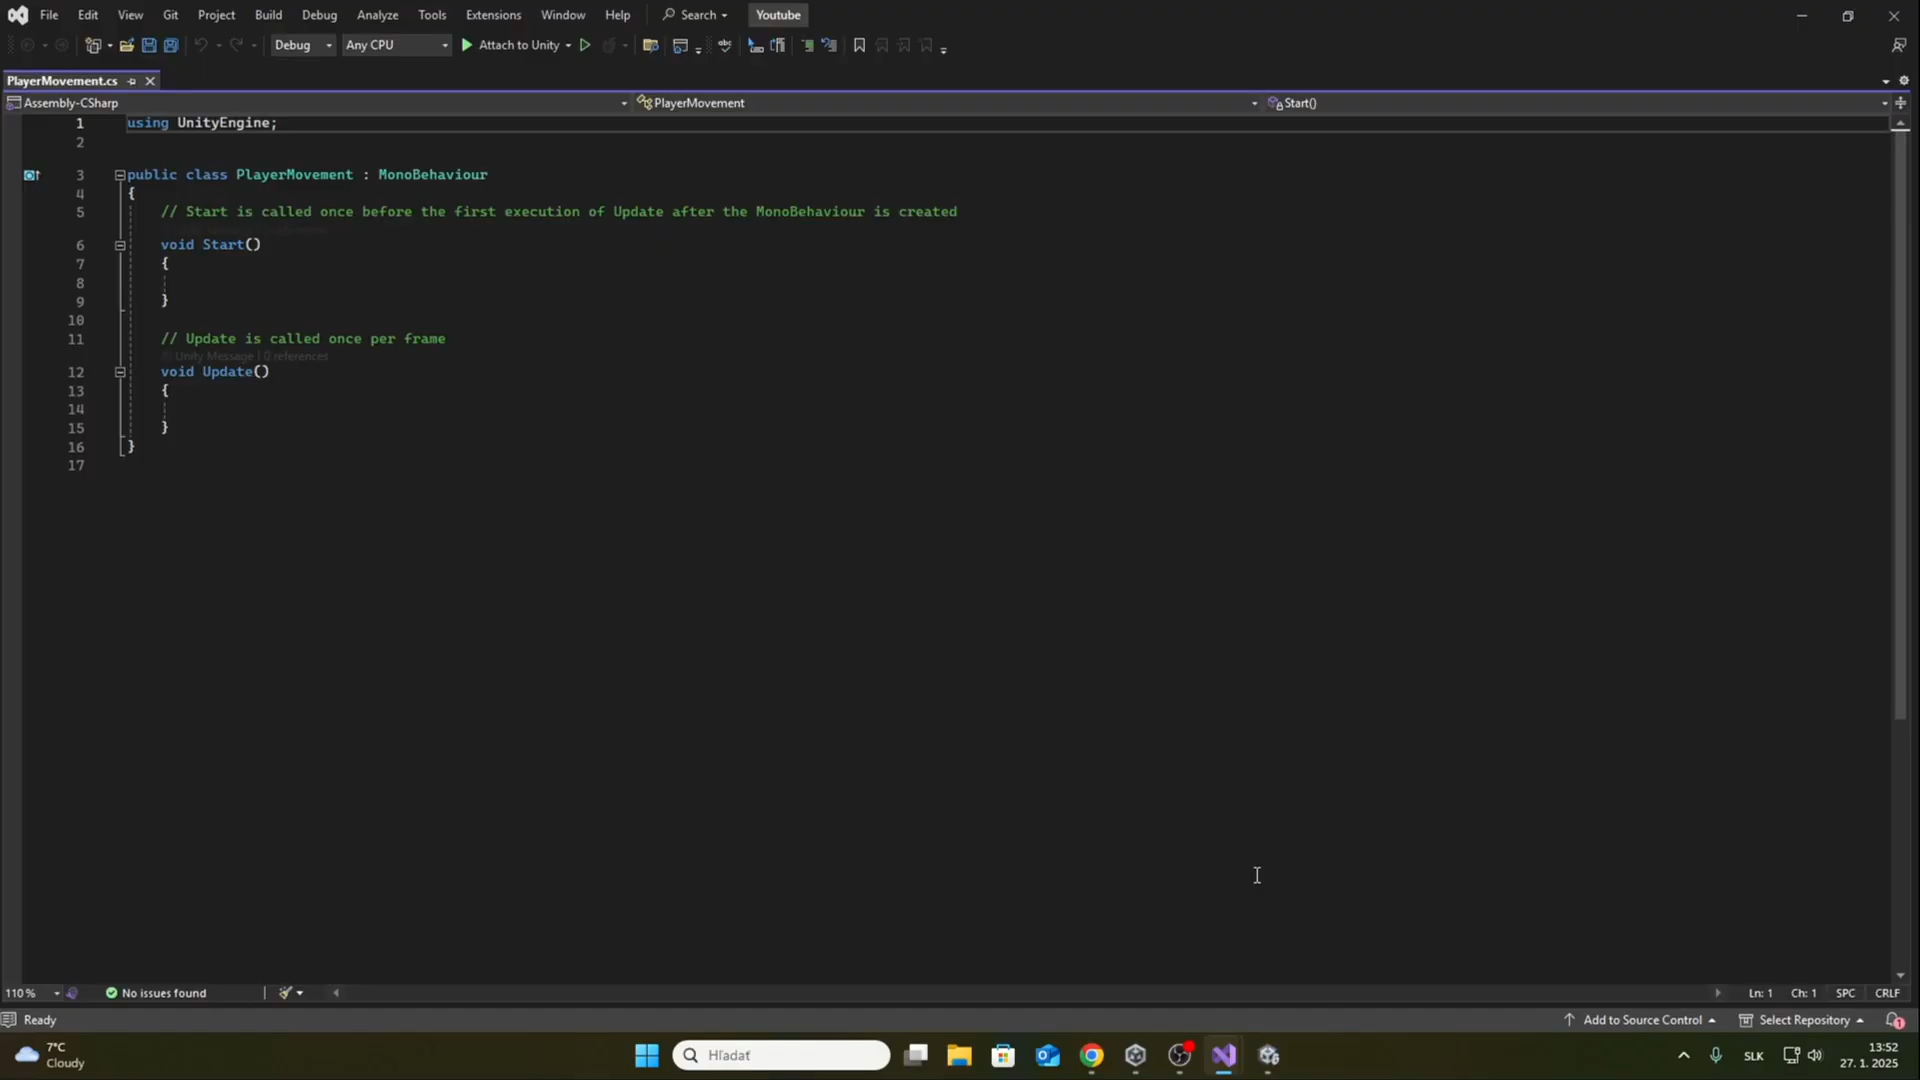 File Edit View Git Project Build Debug Analyze Tools Extensions Window Help Search Youtube
Debug Any CPU Attach to Unity
PlayerMovement.cs
Assembly-CSharp PlayerMovement Start()
1 using UnityEngine;
2
3 public class PlayerMovement : MonoBehaviour
4 {
5 // Start is called once before the first execution of Update after the MonoBehaviour is created
6 void Start()
7 {
8
9 }
10
11 // Update is called once per frame
Unity Message | 0 references
12 void Update()
13 {
14
15 }
16 }
17
110 % No issues found Ln: 1 Ch: 1 SPC CRLF
Ready Add to Source Control Select Repository 1
7°C
Cloudy
Hľadať
SLK
13:52
27. 1. 2025